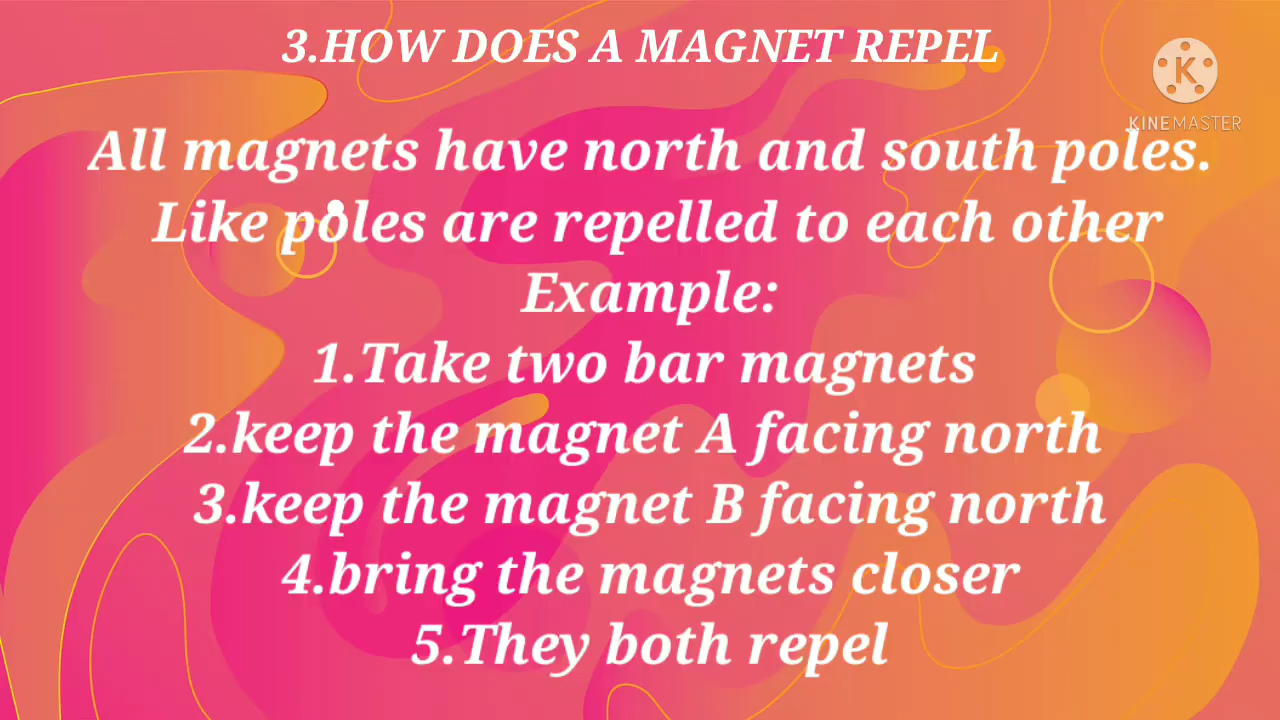 3.HOW DOES A MAGNET REPEL
KINEMASTER
All magnets have north and south poles.
Like poles are repelled to each other
Example:
1.Take two bar magnets
2.keep the magnet A facing north
3.keep the magnet B facing north
4.bring the magnets closer
5.They both repel